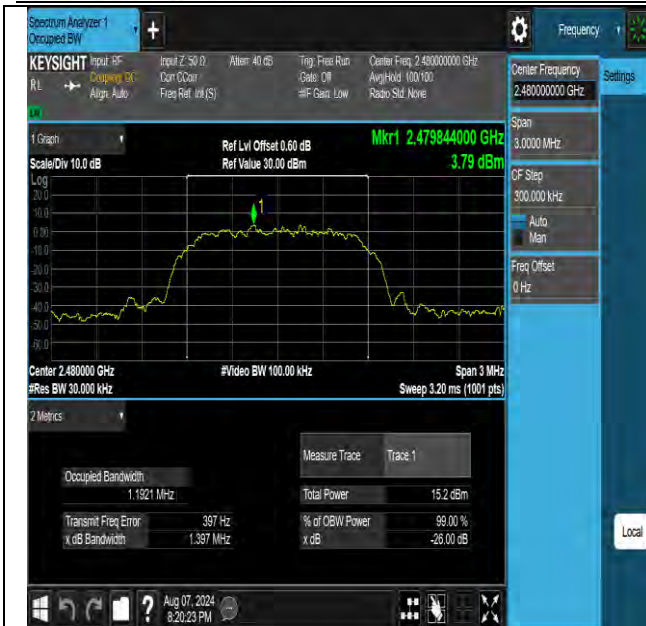 Spectrum Analyzer 1
Occupied BW
+
Frequency
KEYSIGHT Input: RF
RL Coupling: DC
Align: Auto
Input Z: 50 Ω
Corr CCorr
Freq Ref: Int (S)
Atten: 40 dB
Trig: Free Run
Gate: Off
#IF Gain: Low
Center Freq: 2.480000000 GHz
Avg|Hold: 100/100
Radio Std: None
Center Frequency
2.480000000 GHz
Settings
Span
3.0000 MHz
CF Step
300.000 kHz
Auto
Man
Freq Offset
0 Hz
1 Graph
Scale/Div 10.0 dB
Ref Lvl Offset 0.60 dB
Ref Value 30.00 dBm
Mkr1 2.479844000 GHz
3.79 dBm
Log
20.0
10.0
0.00
-10.0
-20.0
-30.0
-40.0
-50.0
-60.0
1
Center 2.480000 GHz
#Res BW 30.000 kHz
#Video BW 100.00 kHz
Span 3 MHz
Sweep 3.20 ms (1001 pts)
2 Metrics
Measure Trace Trace 1
Occupied Bandwidth
1.1921 MHz
Total Power 15.2 dBm
Transmit Freq Error 397 Hz
% of OBW Power 99.00 %
x dB Bandwidth 1.397 MHz
x dB -26.00 dB
Local
?
Aug 07, 2024
8:20:23 PM